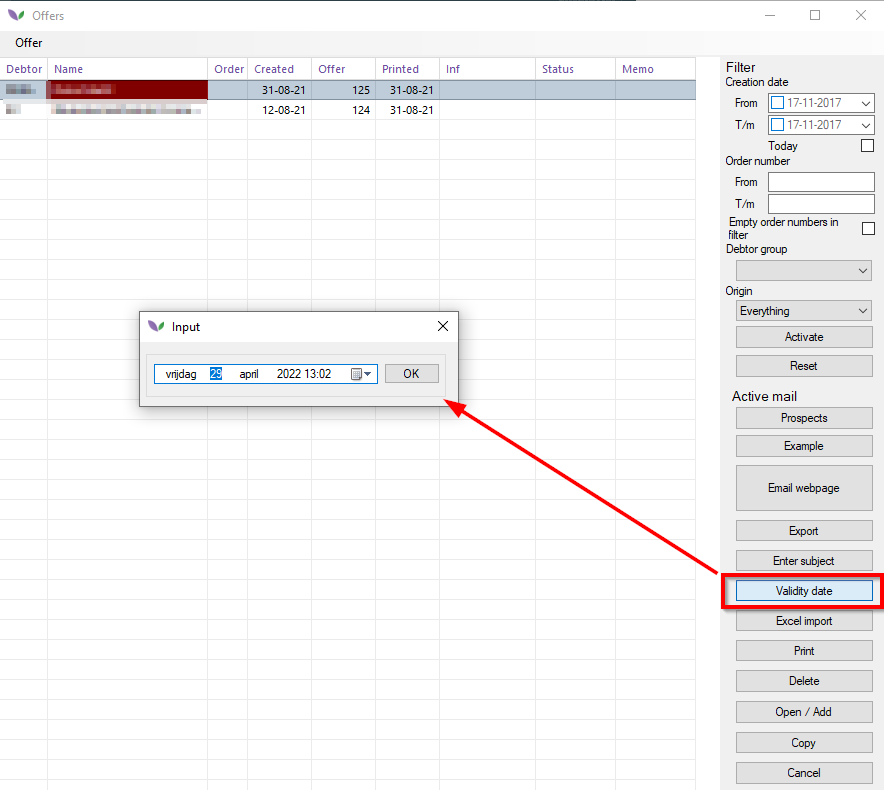 Offers
Offer
Debtor Name Order Created Offer Printed Inf Status Memo
31-08-21 125 31-08-21
12-08-21 124 31-08-21
Input
vrijdag 29 april 2022 13:02 OK
Filter
Creation date
From 17-11-2017
T/m 17-11-2017
Today
Order number
From
T/m
Empty order numbers in
filter
Debtor group
Origin
Everything
Activate
Reset
Active mail
Prospects
Example
Email webpage
Export
Enter subject
Validity date
Excel import
Print
Delete
Open / Add
Copy
Cancel